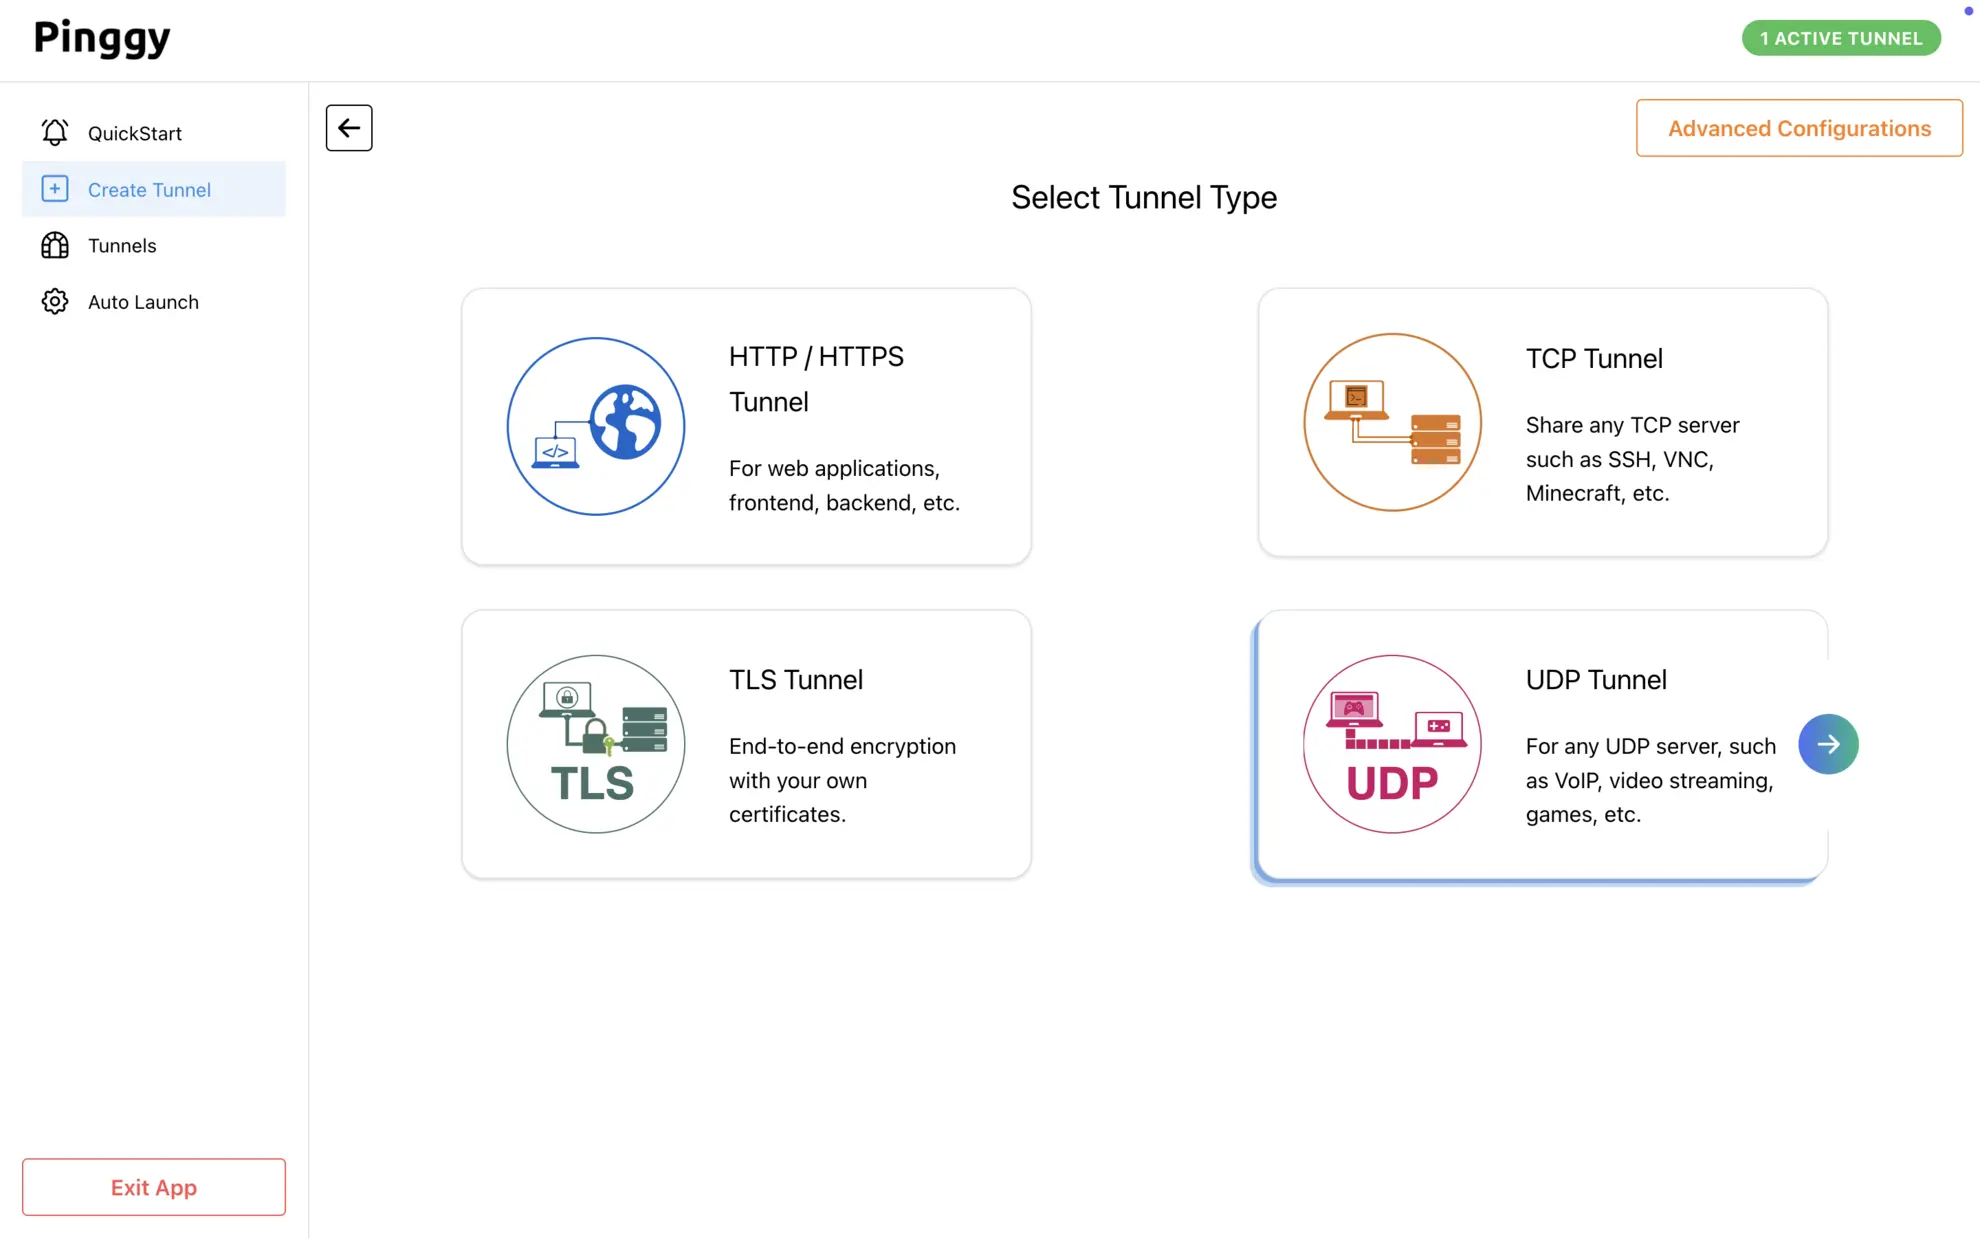 Pinggy
1 ACTIVE TUNNEL
QuickStart
Create Tunnel
Tunnels
Auto Launch
Exit App
Advanced Configurations
Select Tunnel Type
HTTP / HTTPS
Tunnel
For web applications,
frontend, backend, etc.
TCP Tunnel
Share any TCP server
such as SSH, VNC,
Minecraft, etc.
TLS
TLS Tunnel
End-to-end encryption
with your own
certificates.
UDP
UDP Tunnel
For any UDP server, such
as VoIP, video streaming,
games, etc.